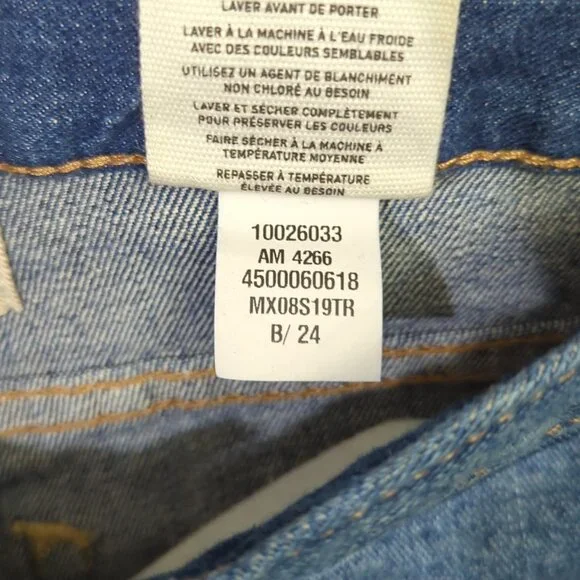 LAVER AVANT DE PORTER
LAVER À LA MACHINE À L'EAU FROIDE
AVEC DES COULEURS SEMBLABLES
UTILISEZ UN AGENT DE BLANCHIMENT
NON CHLORÉ AU BESOIN
LAVER ET SÉCHER COMPLÈTEMENT
POUR PRÉSERVER LES COULEURS
FAIRE SÉCHER À LA MACHINE À
TEMPÉRATURE MOYENNE
REPASSER À TEMPÉRATURE
ÉLEVÉE AU BESOIN
10026033
AM 4266
4500060618
MX08S19TR
B/ 24